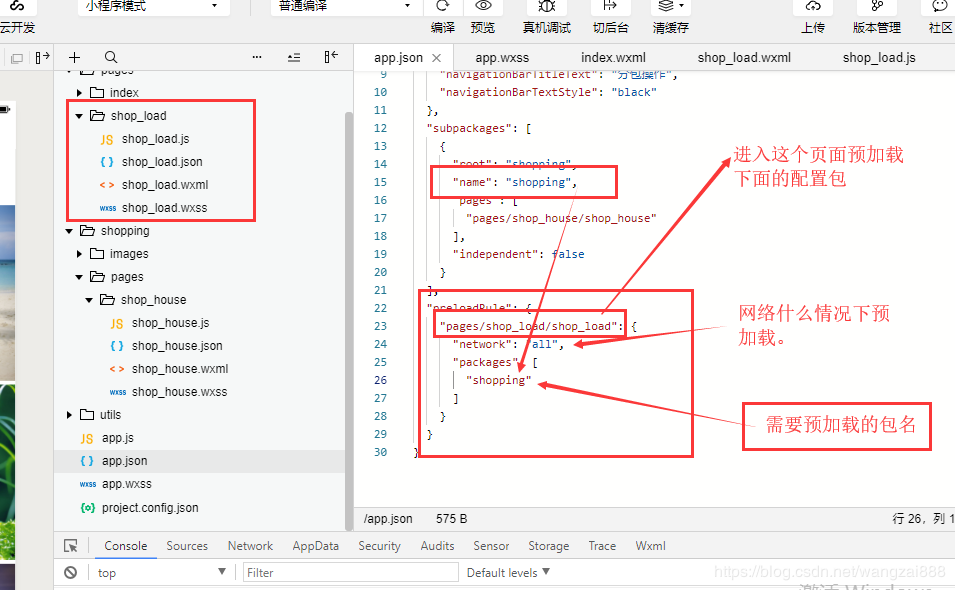 小程序模式 普通编译
云开发 编译 预览 真机调试 切后台 清缓存 上传 版本管理 社区
app.json × app.wxss index.wxml shop_load.wxml shop_load.js
pages
index
shop_load
shop_load.js
shop_load.json
shop_load.wxml
shop_load.wxss
shopping
images
pages
shop_house
shop_house.js
shop_house.json
shop_house.wxml
shop_house.wxss
utils
app.js
app.json
app.wxss
project.config.json
9 "navigationBarTitleText": "分包操作",
10 "navigationBarTextStyle": "black"
11 },
12 "subpackages": [
13 {
14 "root": "shopping",
15 "name": "shopping",
16 "pages": [
17 "pages/shop_house/shop_house"
18 ],
19 "independent": false
20 }
21 ],
22 "preloadRule": {
23 "pages/shop_load/shop_load": {
24 "network": "all",
25 "packages": [
26 "shopping"
27 ]
28 }
29 }
30 }
进入这个页面预加载
下面的配置包
网络什么情况下预
加载。
需要预加载的包名
/app.json 575 B 行 26，列 1
Console Sources Network AppData Security Audits Sensor Storage Trace Wxml
top Filter Default levels
https://blog.csdn.net/wangzai888
激活 Windows